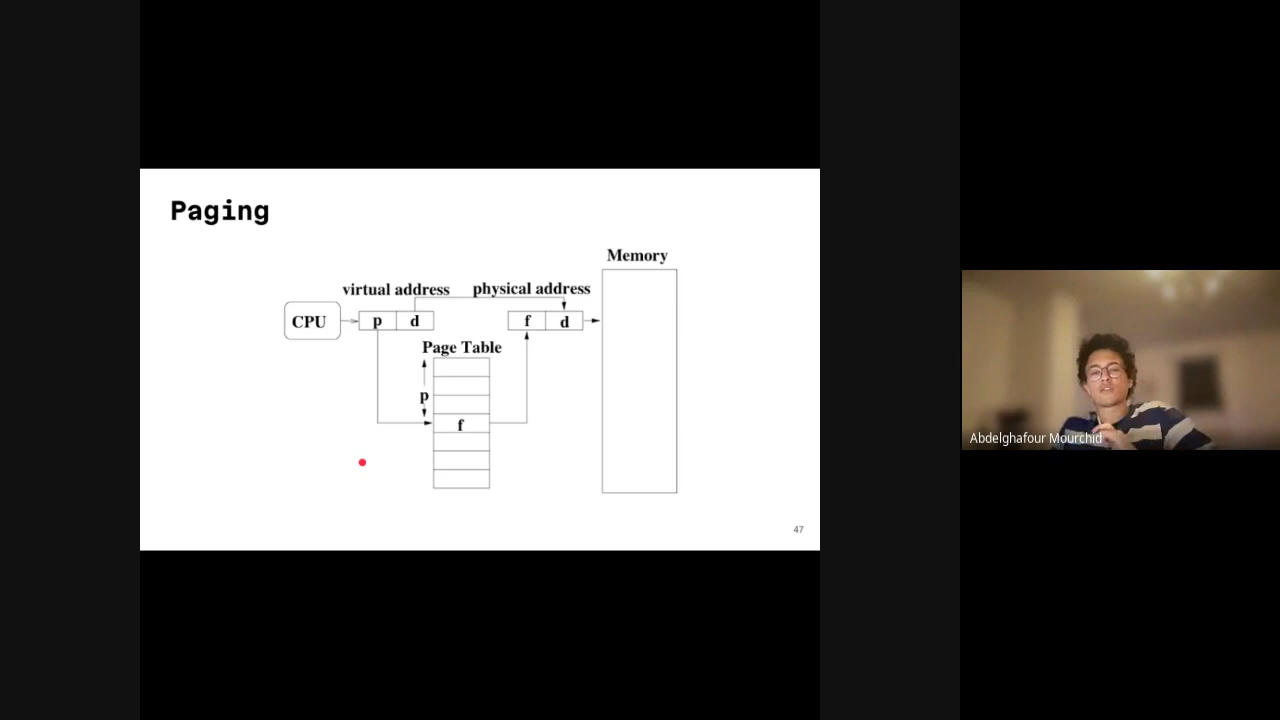 Paging
Memory
virtual address physical address
CPU p d f d
Page Table
p
f
47
Abdelghafour Mourchid